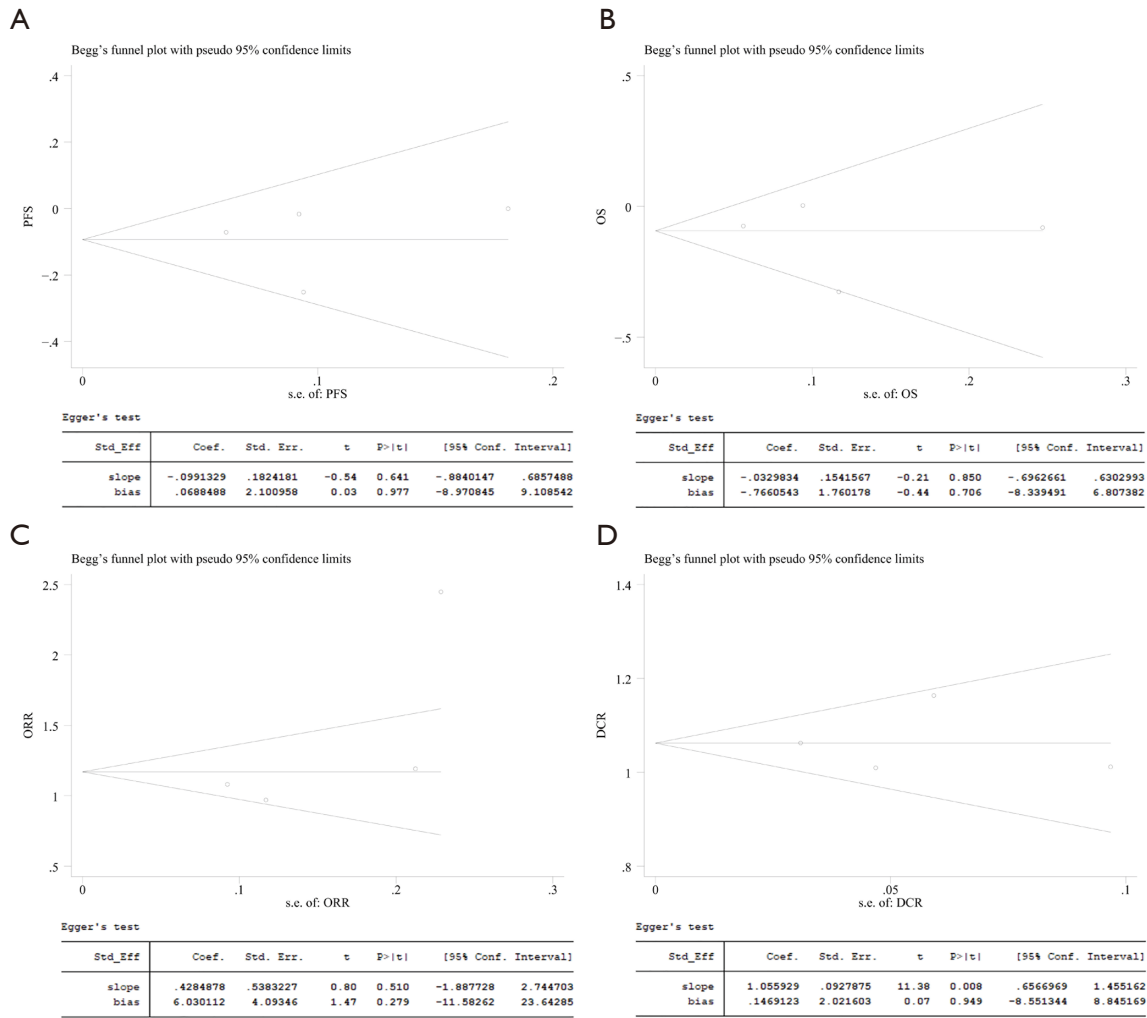 A
Begg's funnel plot with pseudo 95% confidence limits
.4
.2
0
−.2
−.4
PFS
0
.1
.2
s.e. of: PFS
Egger's test
Std_Eff Coef. Std. Err. t P>|t| [95% Conf. Interval]
slope -.0991329 .1824181 -0.54 0.641 -.8840147 .6857488
bias .0688488 2.100958 0.03 0.977 -8.970845 9.108542
B
Begg's funnel plot with pseudo 95% confidence limits
.5
0
−.5
OS
0
.1
.2
.3
s.e. of: OS
Egger's test
Std_Eff Coef. Std. Err. t P>|t| [95% Conf. Interval]
slope -.0329834 .1541567 -0.21 0.850 -.6962661 .6302993
bias -.7660543 1.760178 -0.44 0.706 -8.339491 6.807382
C
Begg's funnel plot with pseudo 95% confidence limits
2.5
2
1.5
1
.5
ORR
0
.1
.2
.3
s.e. of: ORR
Egger's test
Std_Eff Coef. Std. Err. t P>|t| [95% Conf. Interval]
slope .4284878 .5383227 0.80 0.510 -1.887728 2.744703
bias 6.030112 4.09346 1.47 0.279 -11.58262 23.64285
D
Begg's funnel plot with pseudo 95% confidence limits
1.4
1.2
1
.8
DCR
0
.05
.1
s.e. of: DCR
Egger's test
Std_Eff Coef. Std. Err. t P>|t| [95% Conf. Interval]
slope 1.055929 .0927875 11.38 0.008 .6566969 1.455162
bias .1469123 2.021603 0.07 0.949 -8.551344 8.845169